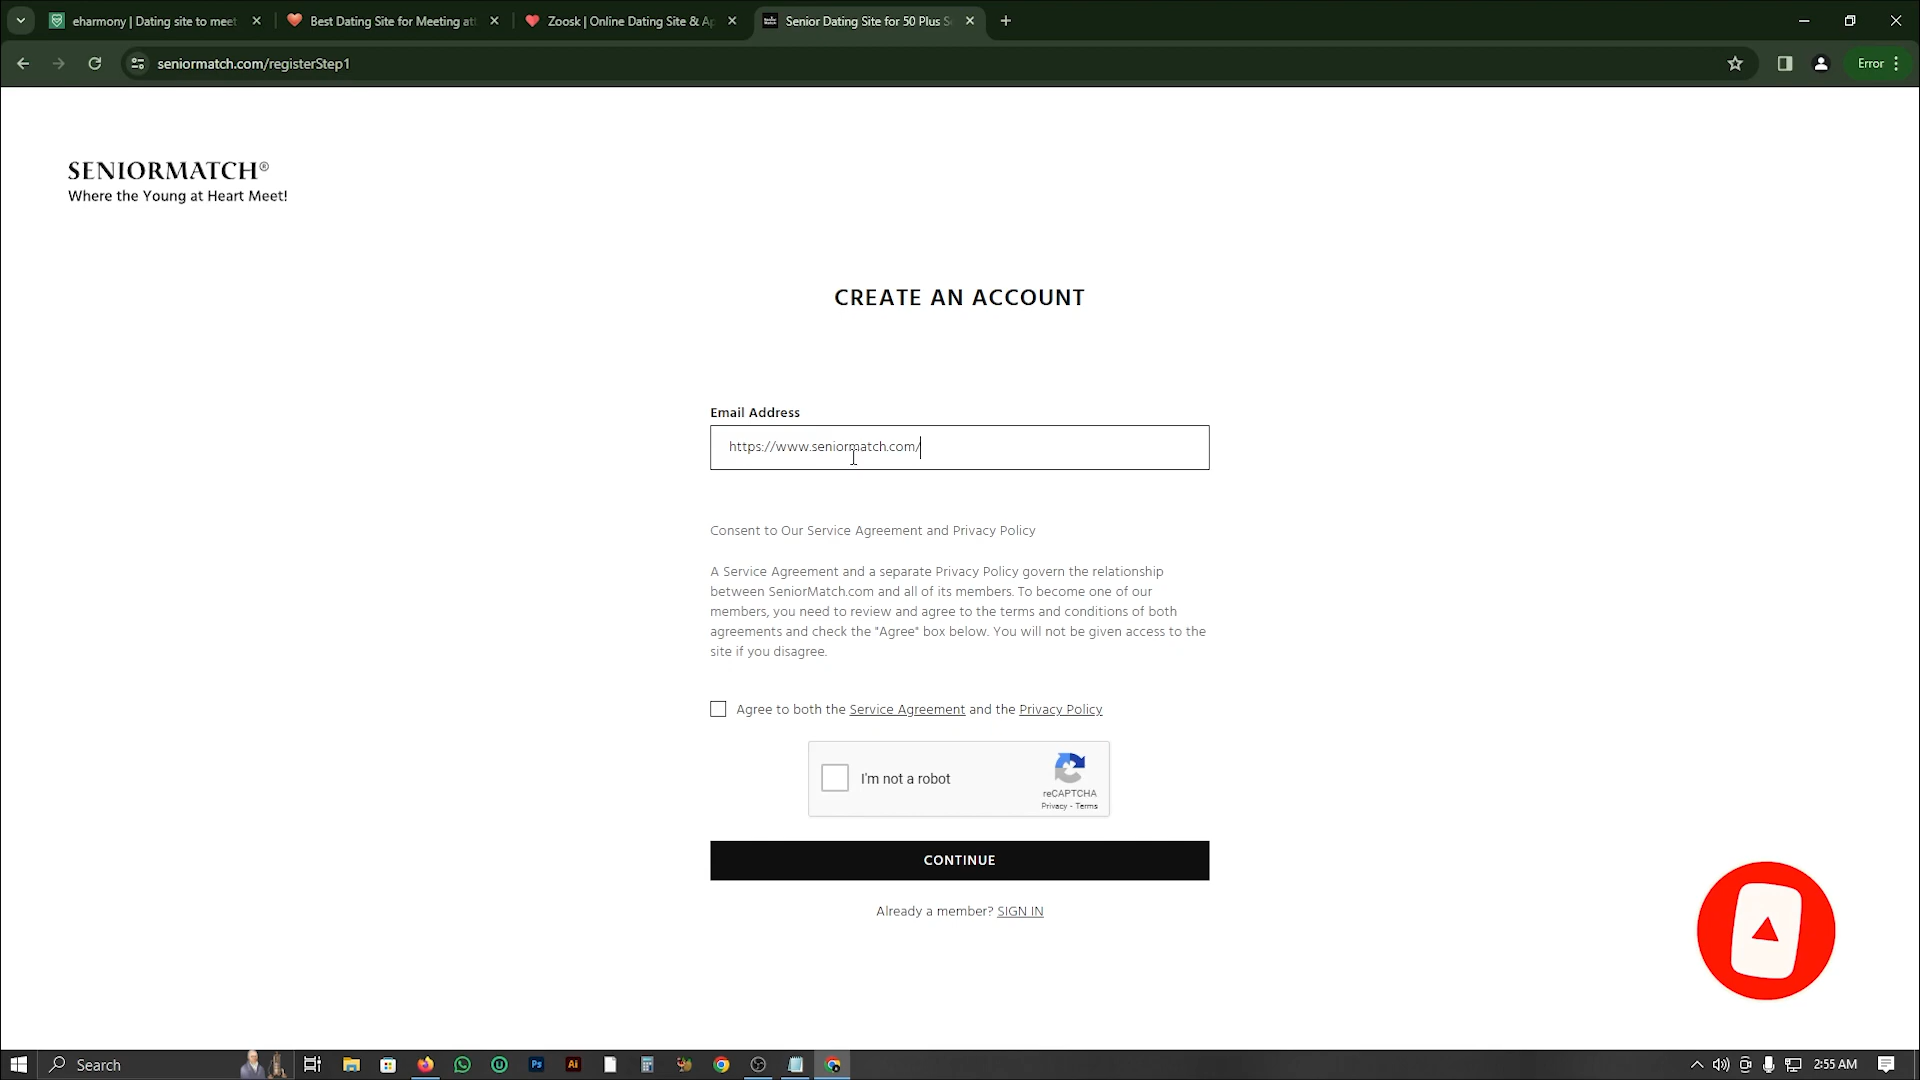 eharmony | Dating site to meet
Best Dating Site for Meeting att
Zoosk | Online Dating Site & Ap
Senior Dating Site for 50 Plus Se
seniormatch.com/registerStep1
Error
SENIORMATCH®
Where the Young at Heart Meet!
CREATE AN ACCOUNT
Email Address
https://www.seniormatch.com/
Consent to Our Service Agreement and Privacy Policy
A Service Agreement and a separate Privacy Policy govern the relationship
between SeniorMatch.com and all of its members. To become one of our
members, you need to review and agree to the terms and conditions of both
agreements and check the "Agree" box below. You will not be given access to the
site if you disagree.
Agree to both the Service Agreement and the Privacy Policy
I'm not a robot
reCAPTCHA
Privacy - Terms
CONTINUE
Already a member? SIGN IN
Search
Ps
Ai
2:55 AM